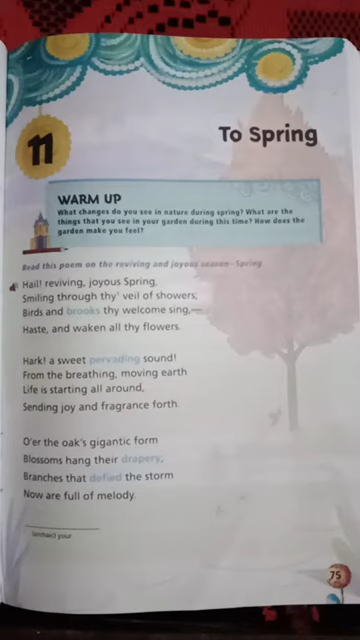 11
To Spring
WARM UP
What changes do you see in nature during spring? What are the
things that you see in your garden during this time? How does the
garden make you feel?
Read this poem on the reviving and joyous season—Spring
Hail! reviving, joyous Spring,
Smiling through thy' veil of showers;
Birds and brooks thy welcome sing,—
Haste, and waken all thy flowers.
Hark! a sweet pervading sound!
From the breathing, moving earth
Life is starting all around,
Sending joy and fragrance forth.
O'er the oak's gigantic form
Blossoms hang their drapery,
Branches that defied the storm
Now are full of melody.
(archaic) your
75